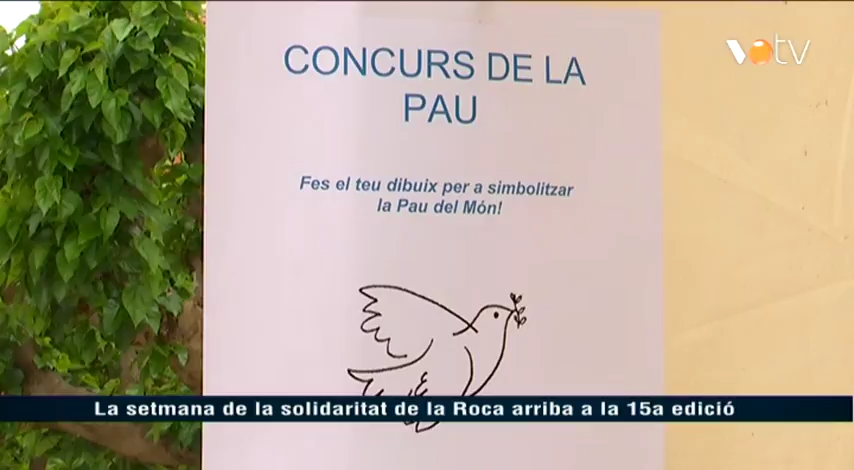 votv
CONCURS DE LA
PAU
Fes el teu dibuix per a simbolitzar
la Pau del Món!
La setmana de la solidaritat de la Roca arriba a la 15a edició